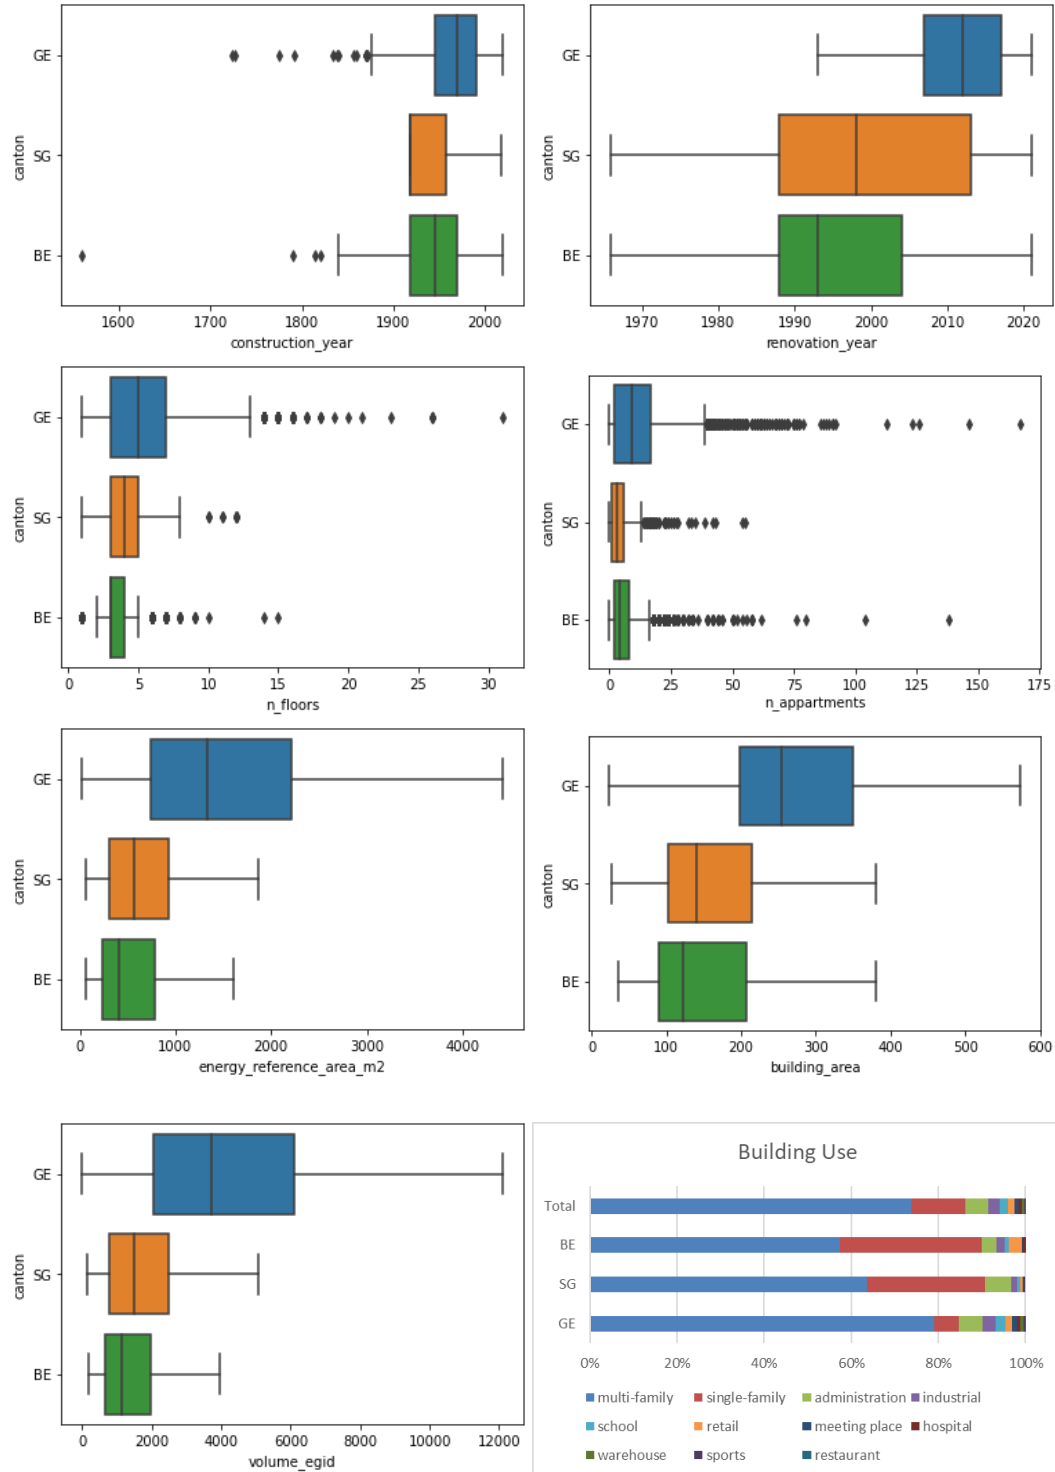 GE
SG
BE
canton
1600 1700 1800 1900 2000
construction_year
GE
SG
BE
canton
1970 1980 1990 2000 2010 2020
renovation_year
GE
SG
BE
canton
0 5 10 15 20 25 30
n_floors
GE
SG
BE
canton
0 25 50 75 100 125 150 175
n_appartments
GE
SG
BE
canton
0 1000 2000 3000 4000
energy_reference_area_m2
GE
SG
BE
canton
0 100 200 300 400 500 600
building_area
GE
SG
BE
canton
0 2000 4000 6000 8000 10000 12000
volume_egid
Building Use
Total
BE
SG
GE
0% 20% 40% 60% 80% 100%
multi-family single-family administration industrial
school retail meeting place hospital
warehouse sports restaurant